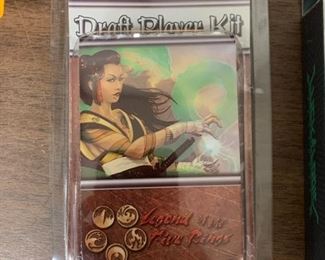 Draft Player Kit
Legend of the
Five Rings